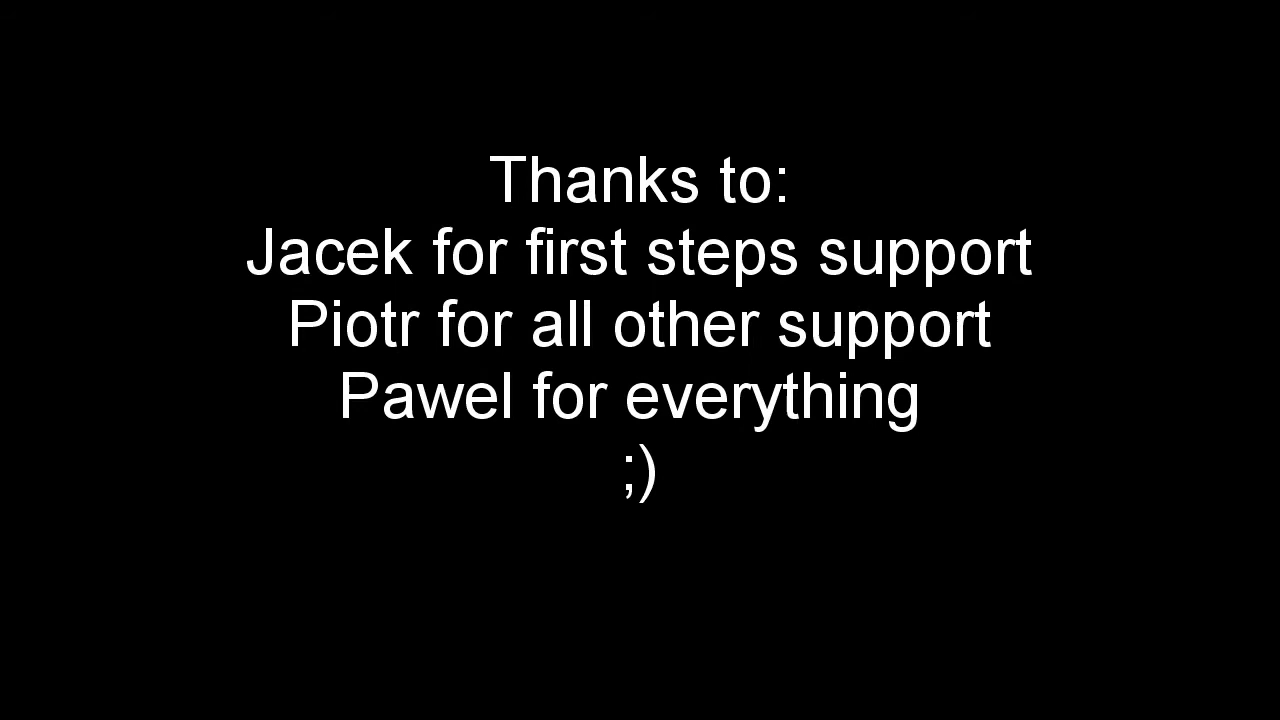 Thanks to:
Jacek for first steps support
Piotr for all other support
Pawel for everything
;)